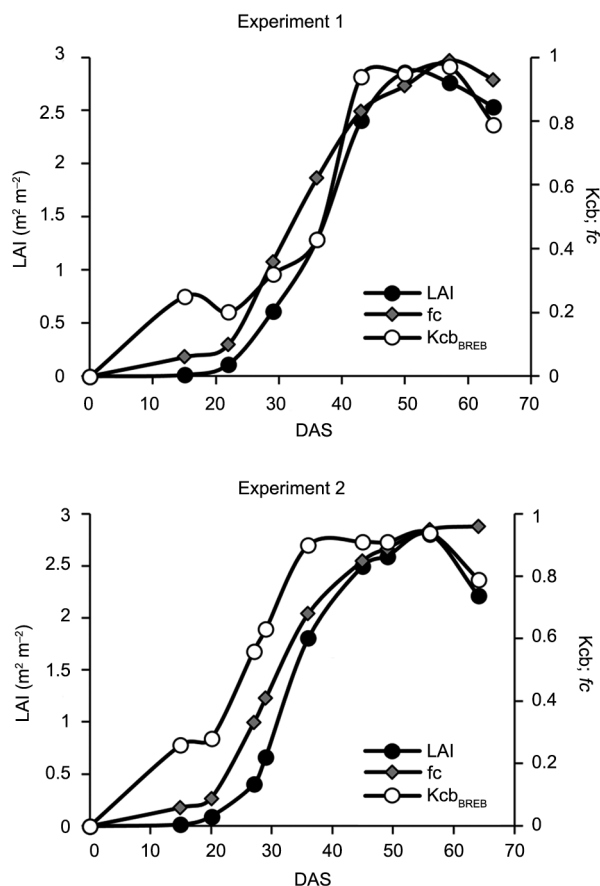 Experiment 1
3
2.5
2
1.5
1
0.5
0
LAI (m² m⁻²)
1
0.8
0.6
0.4
0.2
0
Kcb; fc
LAI
fc
Kcb_BREB
0 10 20 30 40 50 60 70
DAS
Experiment 2
3
2.5
2
1.5
1
0.5
0
LAI (m² m⁻²)
1
0.8
0.6
0.4
0.2
0
Kcb; fc
LAI
fc
Kcb_BREB
0 10 20 30 40 50 60 70
DAS